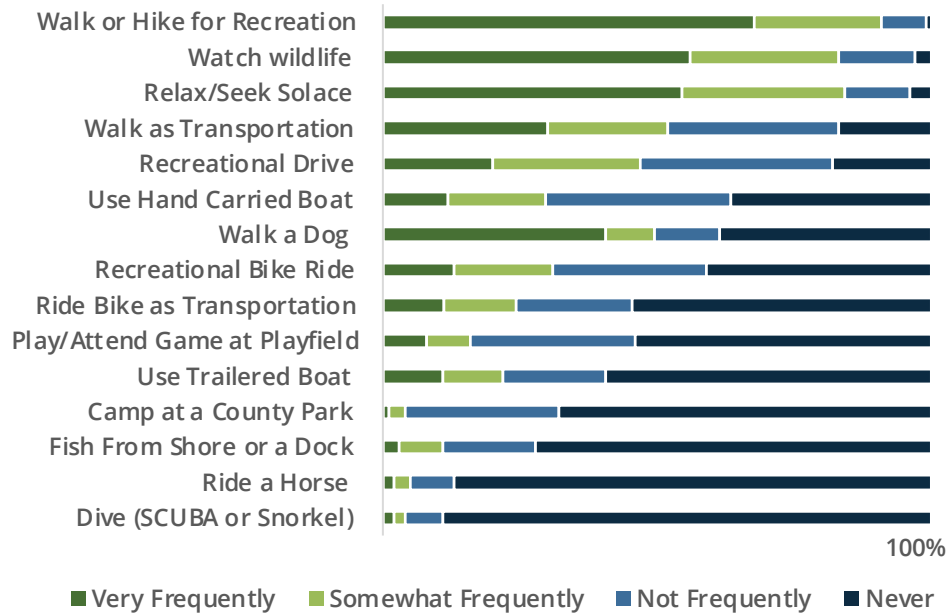 Walk or Hike for Recreation
Watch wildlife
Relax/Seek Solace
Walk as Transportation
Recreational Drive
Use Hand Carried Boat
Walk a Dog
Recreational Bike Ride
Ride Bike as Transportation
Play/Attend Game at Playfield
Use Trailered Boat
Camp at a County Park
Fish From Shore or a Dock
Ride a Horse
Dive (SCUBA or Snorkel)
100%
Very Frequently Somewhat Frequently Not Frequently Never